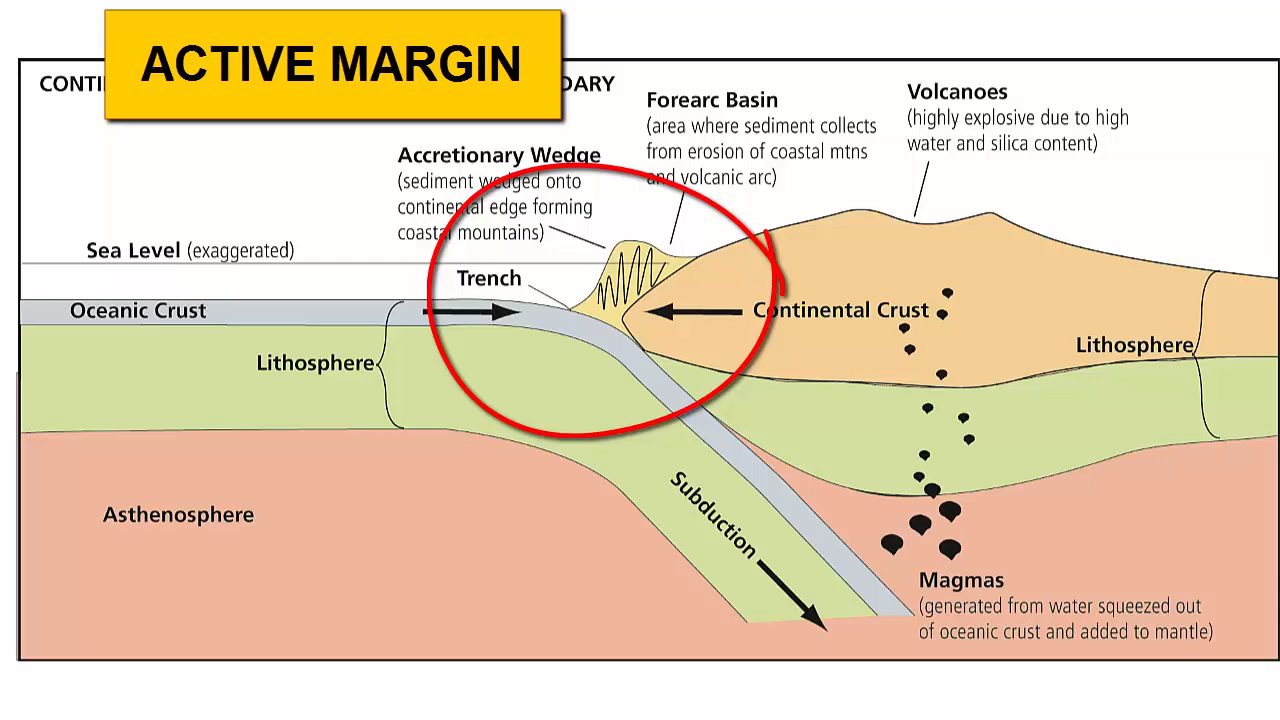 ACTIVE MARGIN
Forearc Basin
(area where sediment collects
from erosion of coastal mtns
and volcanic arc)
Volcanoes
(highly explosive due to high
water and silica content)
Accretionary Wedge
(sediment wedged onto
continental edge forming
coastal mountains)
Sea Level (exaggerated)
Trench
Oceanic Crust
Continental Crust
Lithosphere
Lithosphere
Subduction
Asthenosphere
Magmas
(generated from water squeezed out
of oceanic crust and added to mantle)